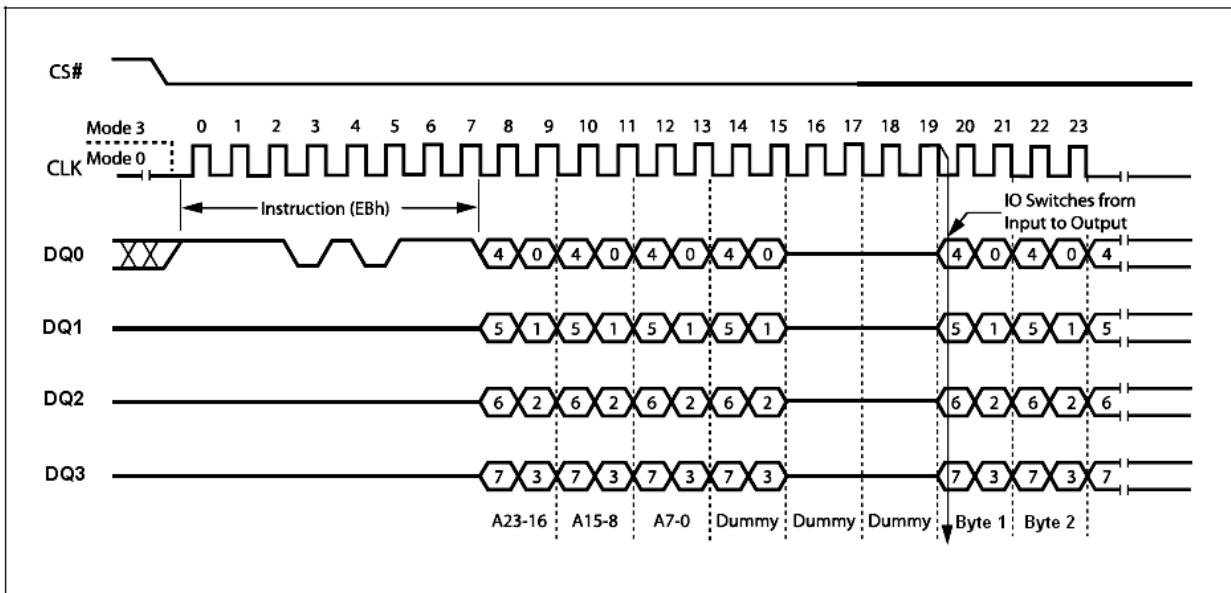 CS#
Mode 3
0 1 2 3 4 5 6 7 8 9 10 11 12 13 14 15 16 17 18 19 20 21 22 23
Mode 0
CLK
Instruction (EBh)
IO Switches from
Input to Output
DQ0 4 0 4 0 4 0 4 0 4 0 4 0 4
DQ1 5 1 5 1 5 1 5 1 5 1 5 1 5
DQ2 6 2 6 2 6 2 6 2 6 2 6 2 6
DQ3 7 3 7 3 7 3 7 3 7 3 7 3 7
A23-16 A15-8 A7-0 Dummy Dummy Dummy Byte 1 Byte 2